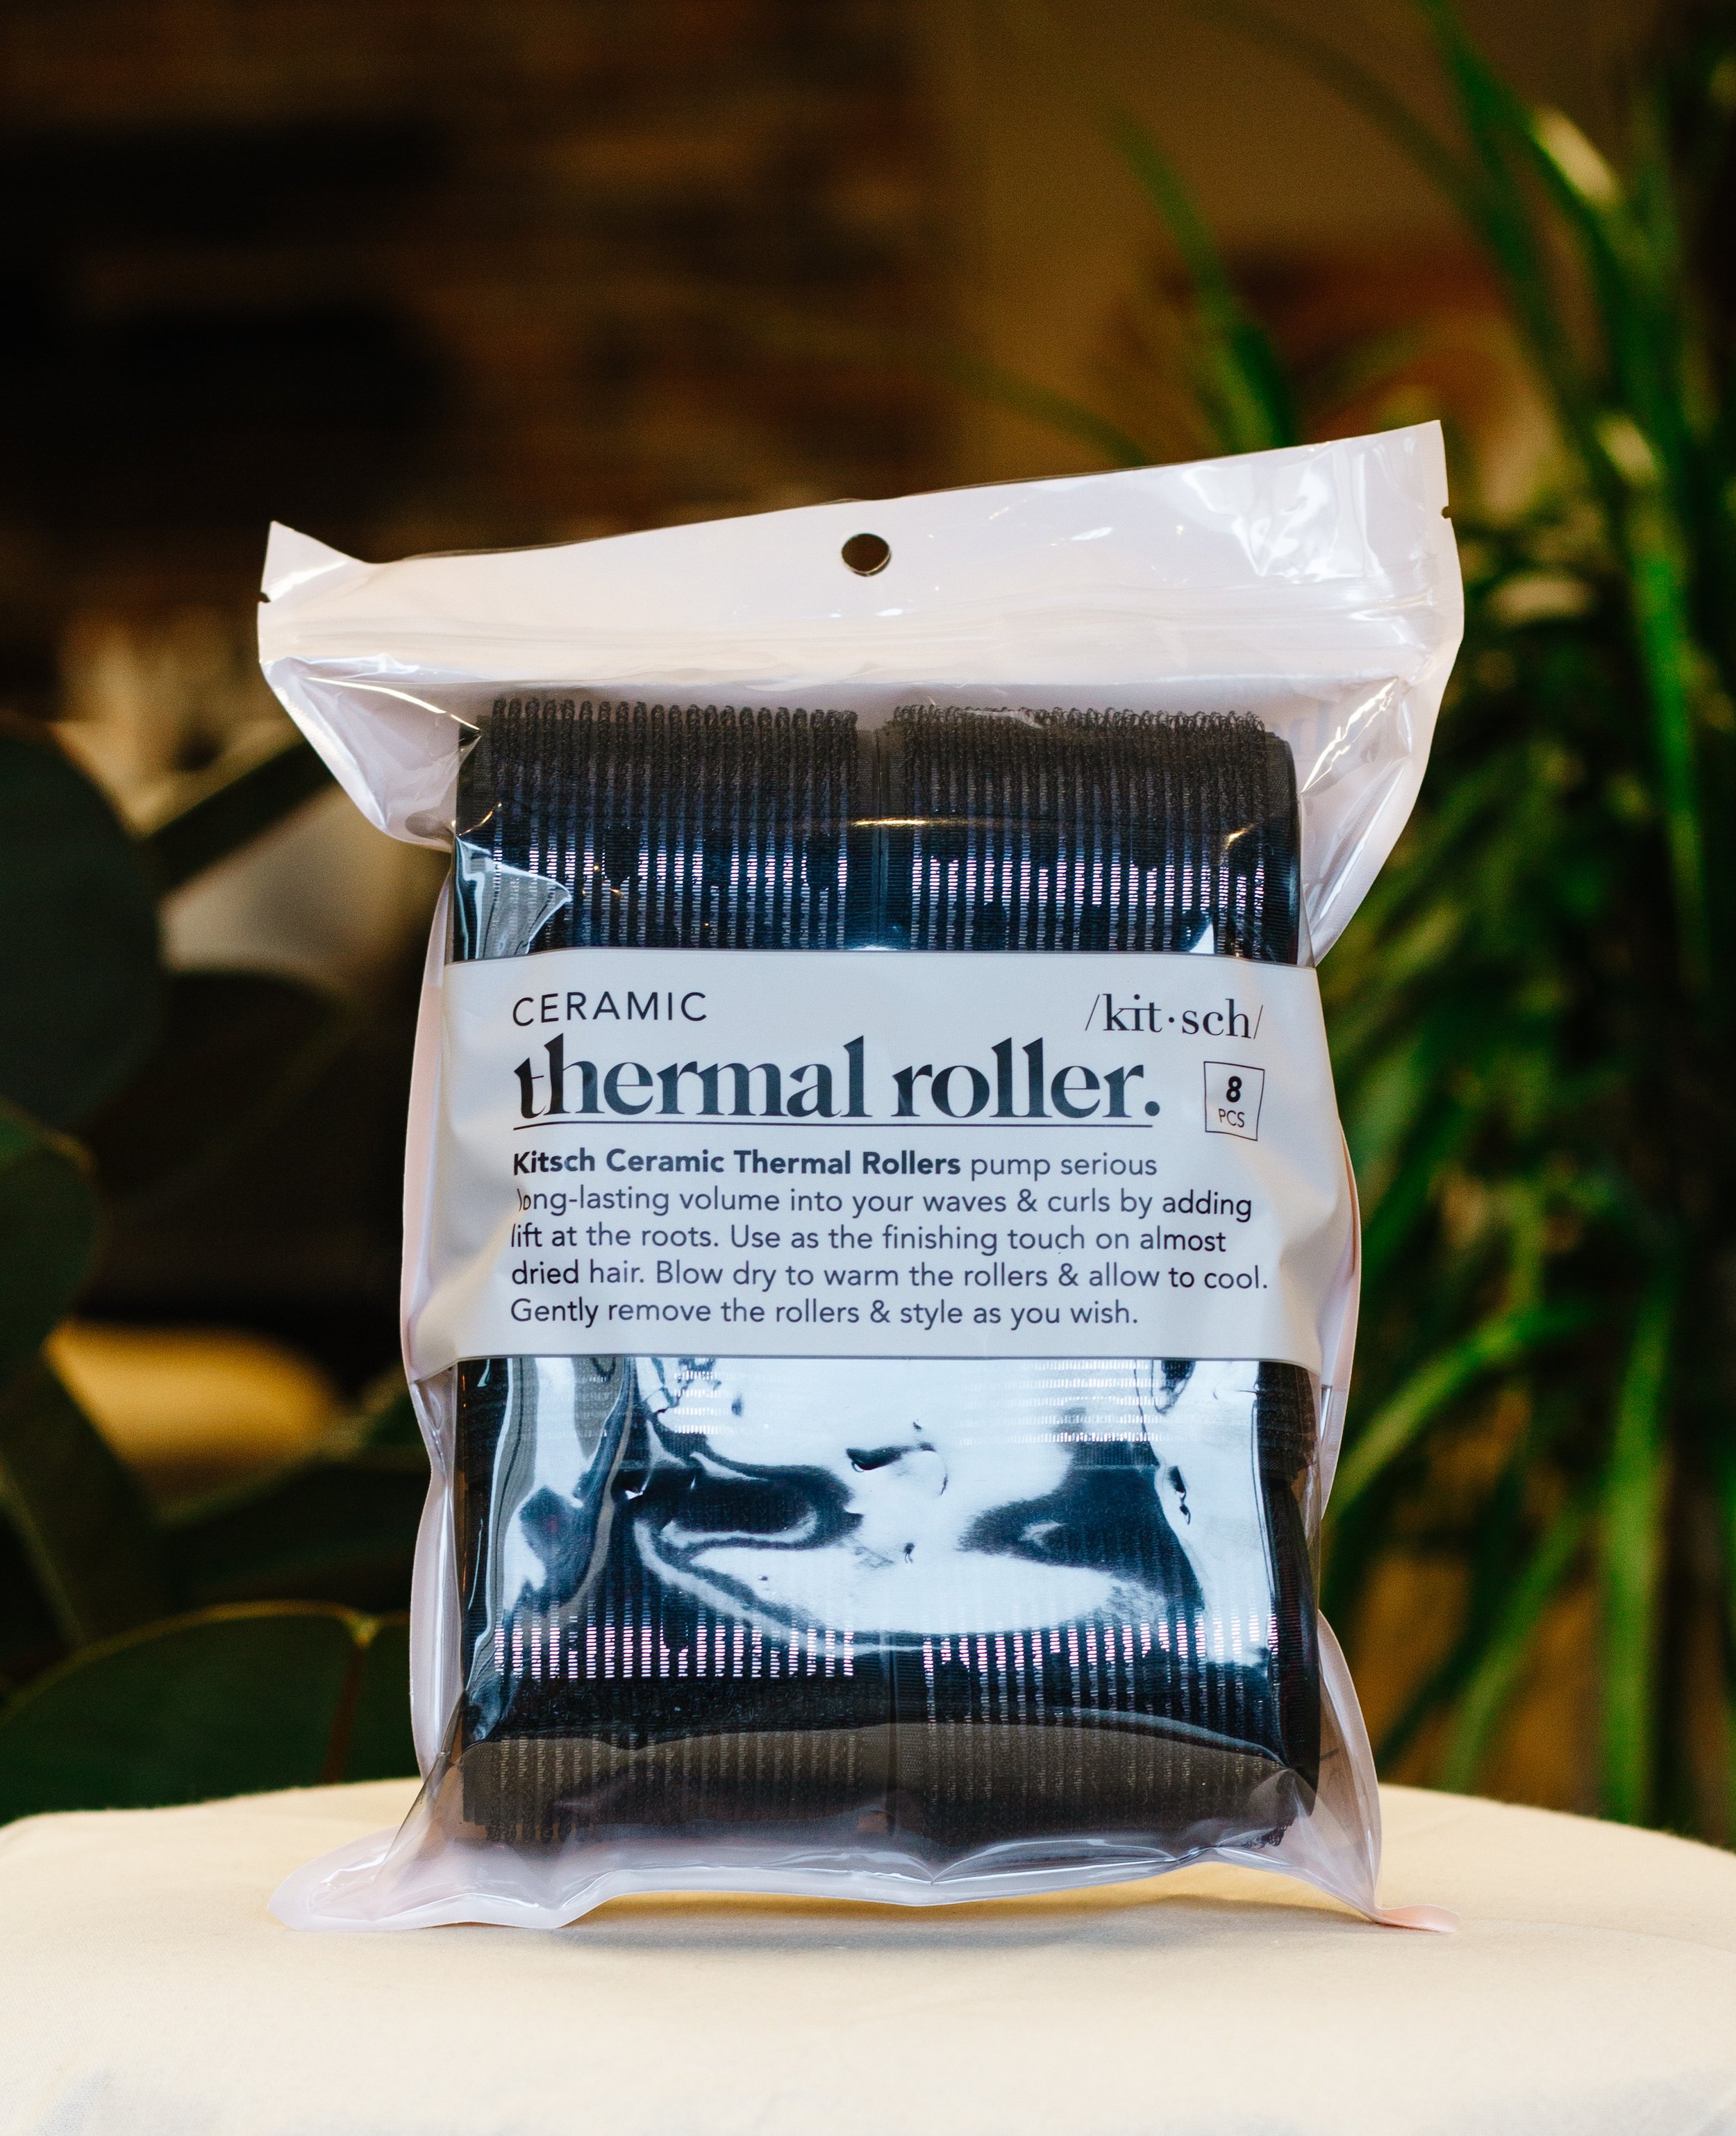 CERAMIC
/kit·sch/
thermal roller.
8
PCS
Kitsch Ceramic Thermal Rollers pump serious
long-lasting volume into your waves & curls by adding
lift at the roots. Use as the finishing touch on almost
dried hair. Blow dry to warm the rollers & allow to cool.
Gently remove the rollers & style as you wish.